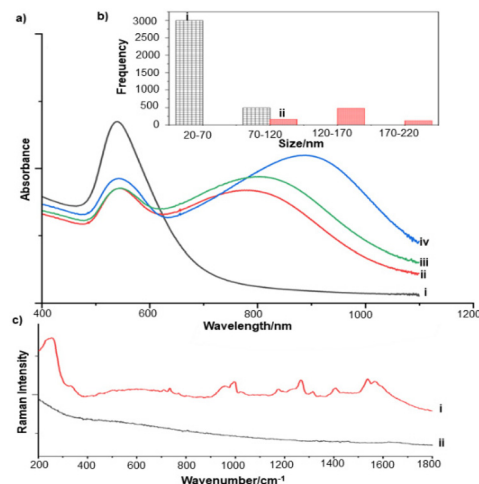 a)
b)
Frequency
3000
2500
2000
1500
1000
500
0
i
ii
20-70
70-120
120-170
170-220
Size/nm
Absorbance
iv
iii
ii
i
400
600
800
1000
1200
Wavelength/nm
c)
Raman Intensity
i
ii
200
400
600
800
1000
1200
1400
1600
1800
Wavenumber/cm⁻¹